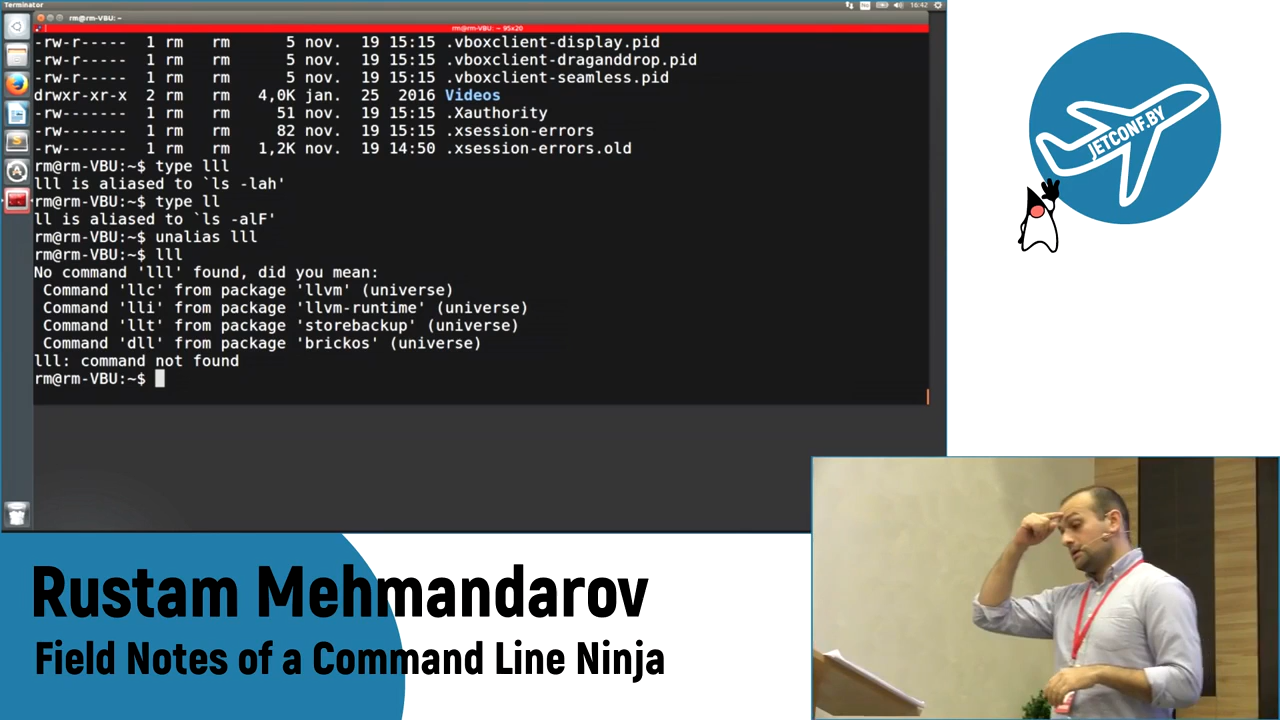 Terminator
No
16:42
rm@rm-VBU: ~
rm@rm-VBU: ~ 95x20
-rw-r----- 1 rm rm 5 nov. 19 15:15 .vboxclient-display.pid
-rw-r----- 1 rm rm 5 nov. 19 15:15 .vboxclient-draganddrop.pid
-rw-r----- 1 rm rm 5 nov. 19 15:15 .vboxclient-seamless.pid
drwxr-xr-x 2 rm rm 4,0K jan. 25 2016 Videos
-rw------- 1 rm rm 51 nov. 19 15:15 .Xauthority
-rw------- 1 rm rm 82 nov. 19 15:15 .xsession-errors
-rw------- 1 rm rm 1,2K nov. 19 14:50 .xsession-errors.old
rm@rm-VBU:~$ type lll
lll is aliased to `ls -lah'
rm@rm-VBU:~$ type ll
ll is aliased to `ls -alF'
rm@rm-VBU:~$ unalias lll
rm@rm-VBU:~$ lll
No command 'lll' found, did you mean:
Command 'llc' from package 'llvm' (universe)
Command 'lli' from package 'llvm-runtime' (universe)
Command 'llt' from package 'storebackup' (universe)
Command 'dll' from package 'brickos' (universe)
lll: command not found
rm@rm-VBU:~$
JETCONF.BY
Rustam Mehmandarov
Field Notes of a Command Line Ninja